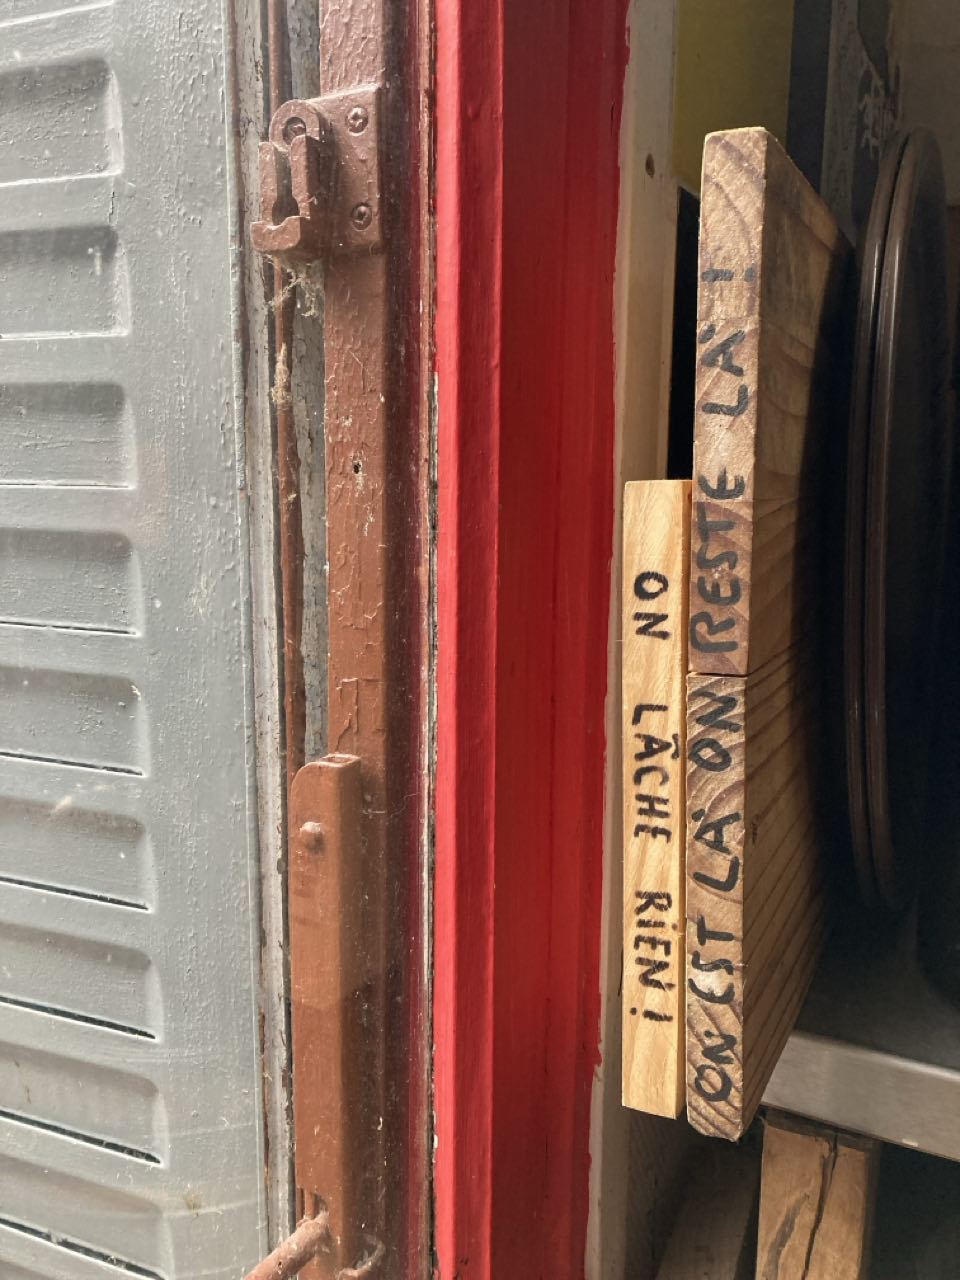 ON LÂCHE RIEN !
ON EST LÀ ON RESTE LÀ !